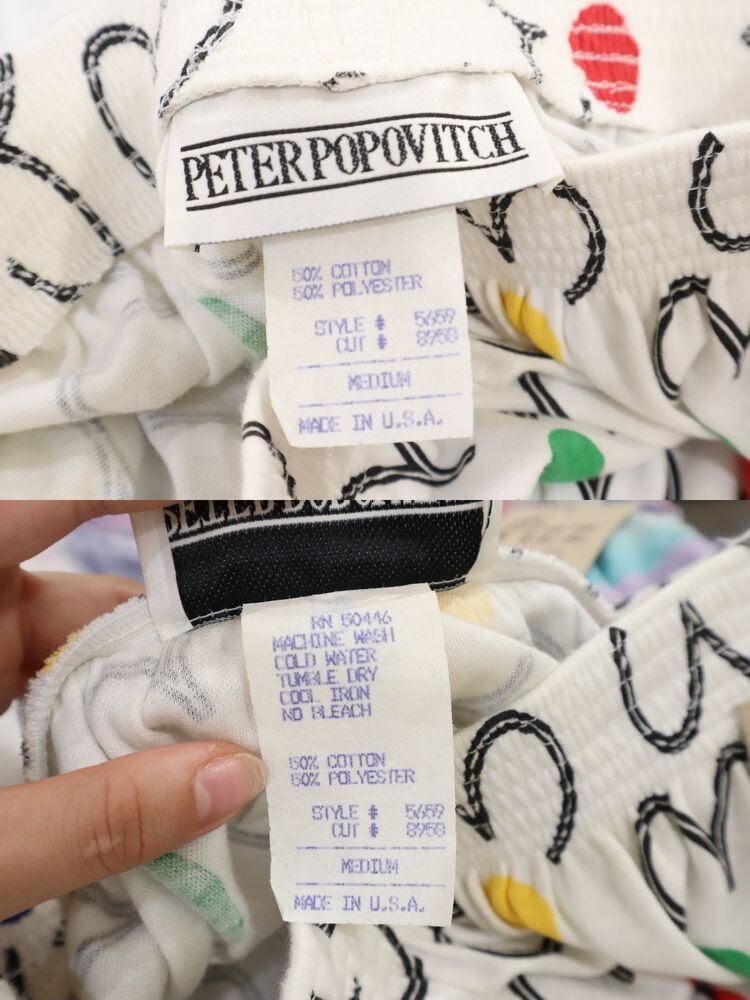 PETER POPOVITCH
50% COTTON
50% POLYESTER
STYLE # 5659
CUT # 8958
MEDIUM
MADE IN U.S.A.
RN 50446
MACHINE WASH
COLD WATER
TUMBLE DRY
COOL IRON
NO BLEACH
50% COTTON
50% POLYESTER
STYLE # 5659
CUT # 8958
MEDIUM
MADE IN U.S.A.